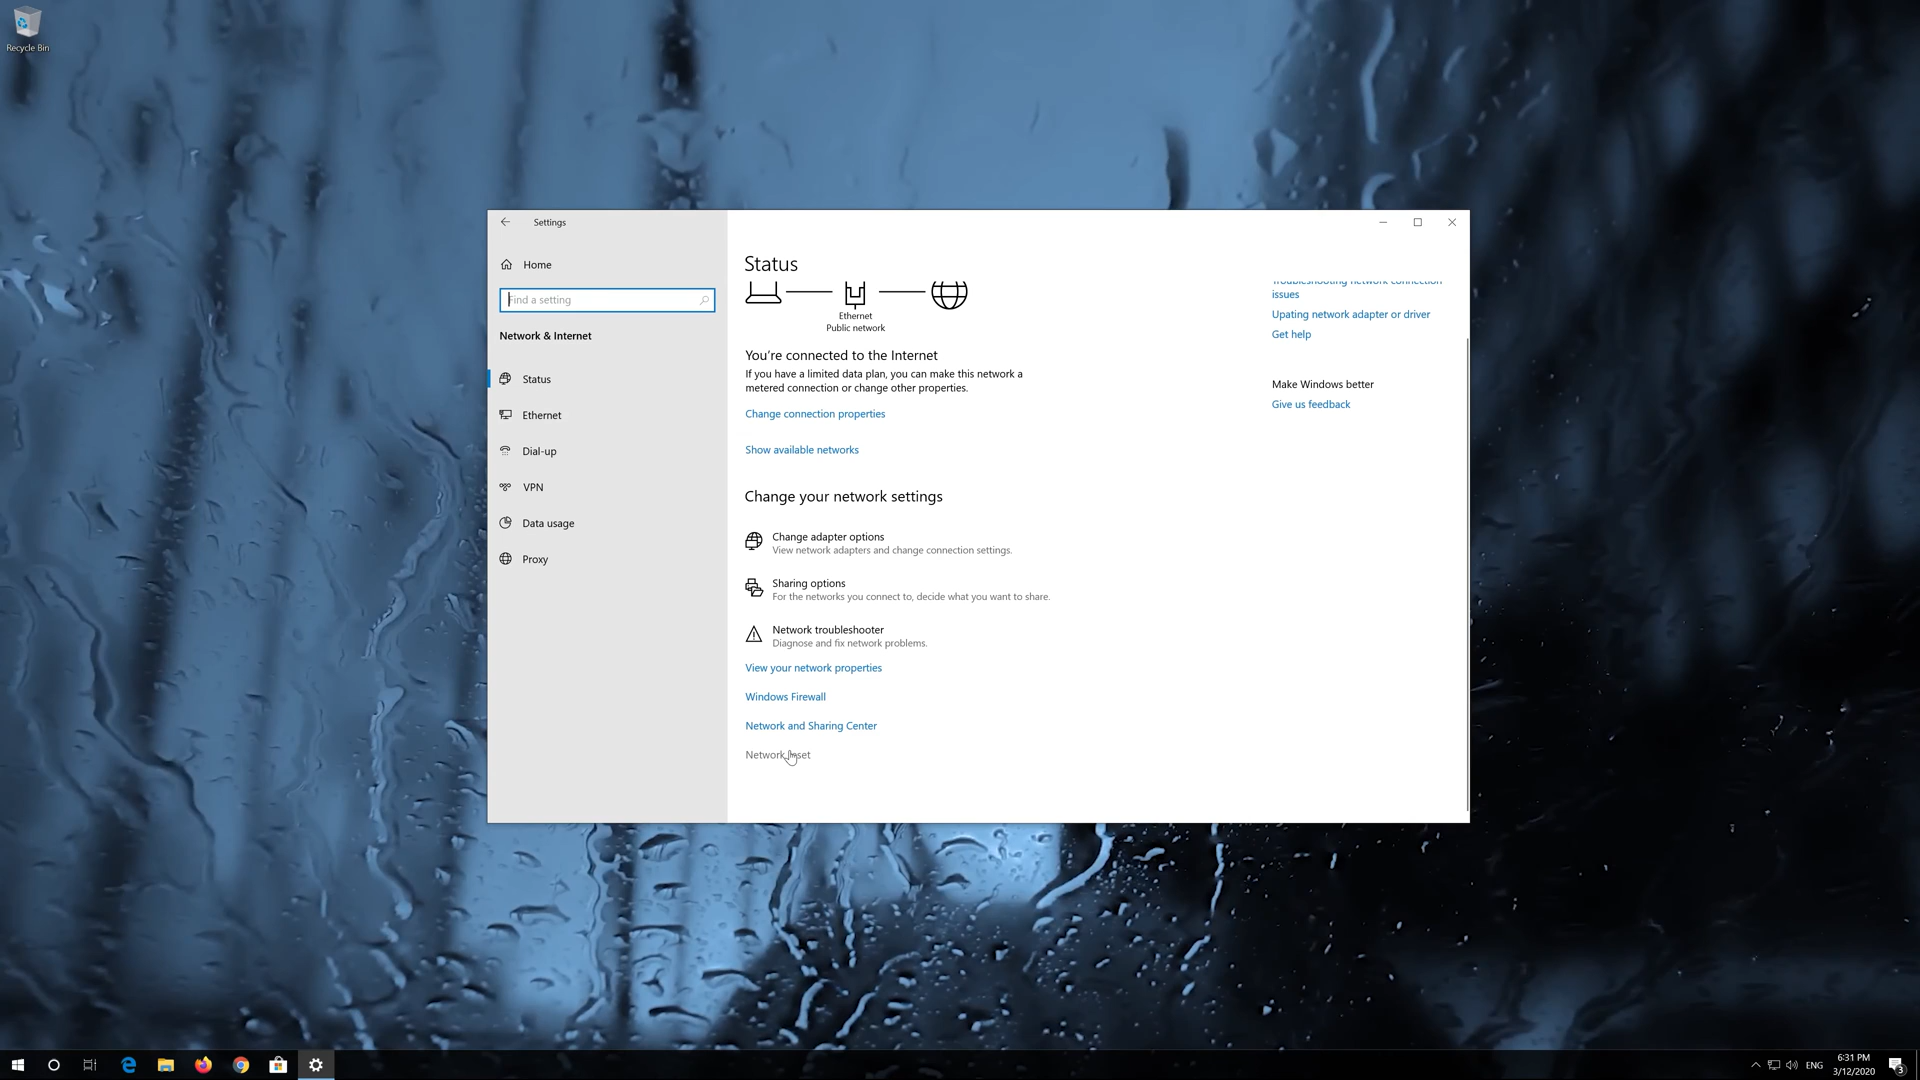 Recycle Bin
Settings
Home
Find a setting
Network & Internet
Status
Ethernet
Dial-up
VPN
Data usage
Proxy
Status
Ethernet
Public network
You're connected to the Internet
If you have a limited data plan, you can make this network a
metered connection or change other properties.
Change connection properties
Show available networks
Change your network settings
Change adapter options
View network adapters and change connection settings.
Sharing options
For the networks you connect to, decide what you want to share.
Network troubleshooter
Diagnose and fix network problems.
View your network properties
Windows Firewall
Network and Sharing Center
Network reset
Troubleshooting network connection
issues
Upating network adapter or driver
Get help
Make Windows better
Give us feedback
ENG
6:31 PM
3/12/2020
3